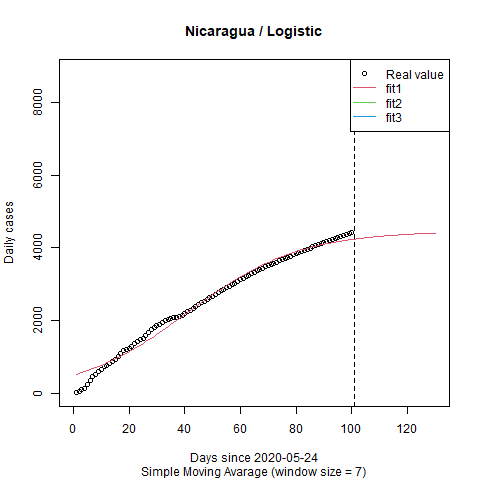 Nicaragua / Logistic
Real value
fit1
fit2
fit3
Daily cases
8000
6000
4000
2000
0
0 20 40 60 80 100 120
Days since 2020-05-24
Simple Moving Avarage (window size = 7)